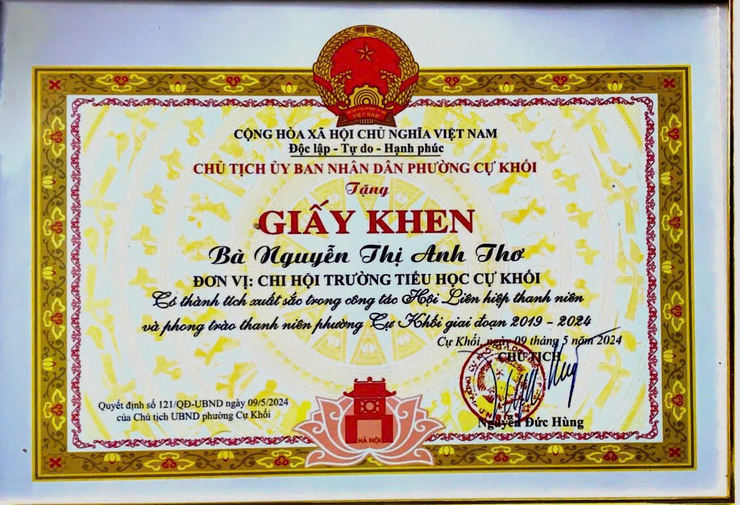 VIỆT-NAM
CỘNG HÒA XÃ HỘI CHỦ NGHĨA VIỆT NAM
Độc lập - Tự do - Hạnh phúc
CHỦ TỊCH ỦY BAN NHÂN DÂN PHƯỜNG CỰ KHỐI
Tặng
GIẤY KHEN
Bà Nguyễn Thị Anh Thơ
ĐƠN VỊ: CHI HỘI TRƯỜNG TIỂU HỌC CỰ KHỐI
Có thành tích xuất sắc trong công tác Hội Liên hiệp thanh niên
và phong trào thanh niên phường Cự Khối giai đoạn 2019 - 2024
Cự Khối, ngày 09 tháng 5 năm 2024
CHỦ TỊCH
Quyết định số 121/QĐ-UBND ngày 09/5/2024
của Chủ tịch UBND phường Cự Khối
Nguyễn Đức Hùng
HÀ NỘI